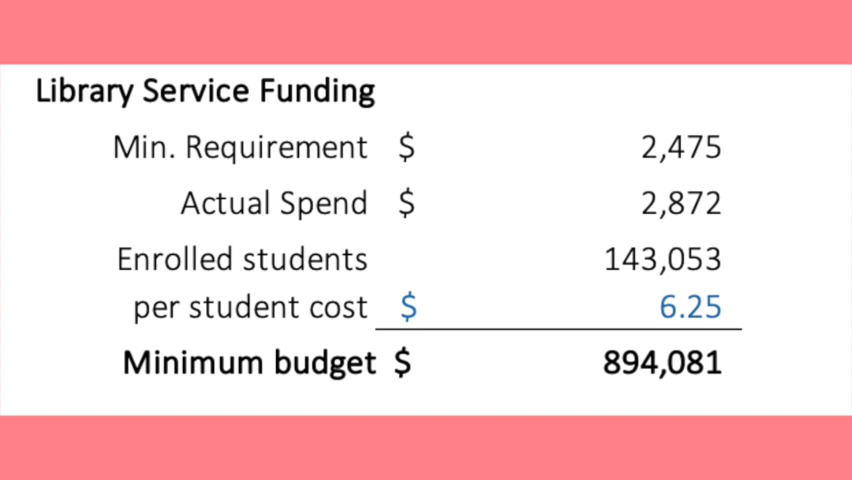 Library Service Funding
Min. Requirement $ 2,475
Actual Spend $ 2,872
Enrolled students 143,053
per student cost $ 6.25
Minimum budget $ 894,081